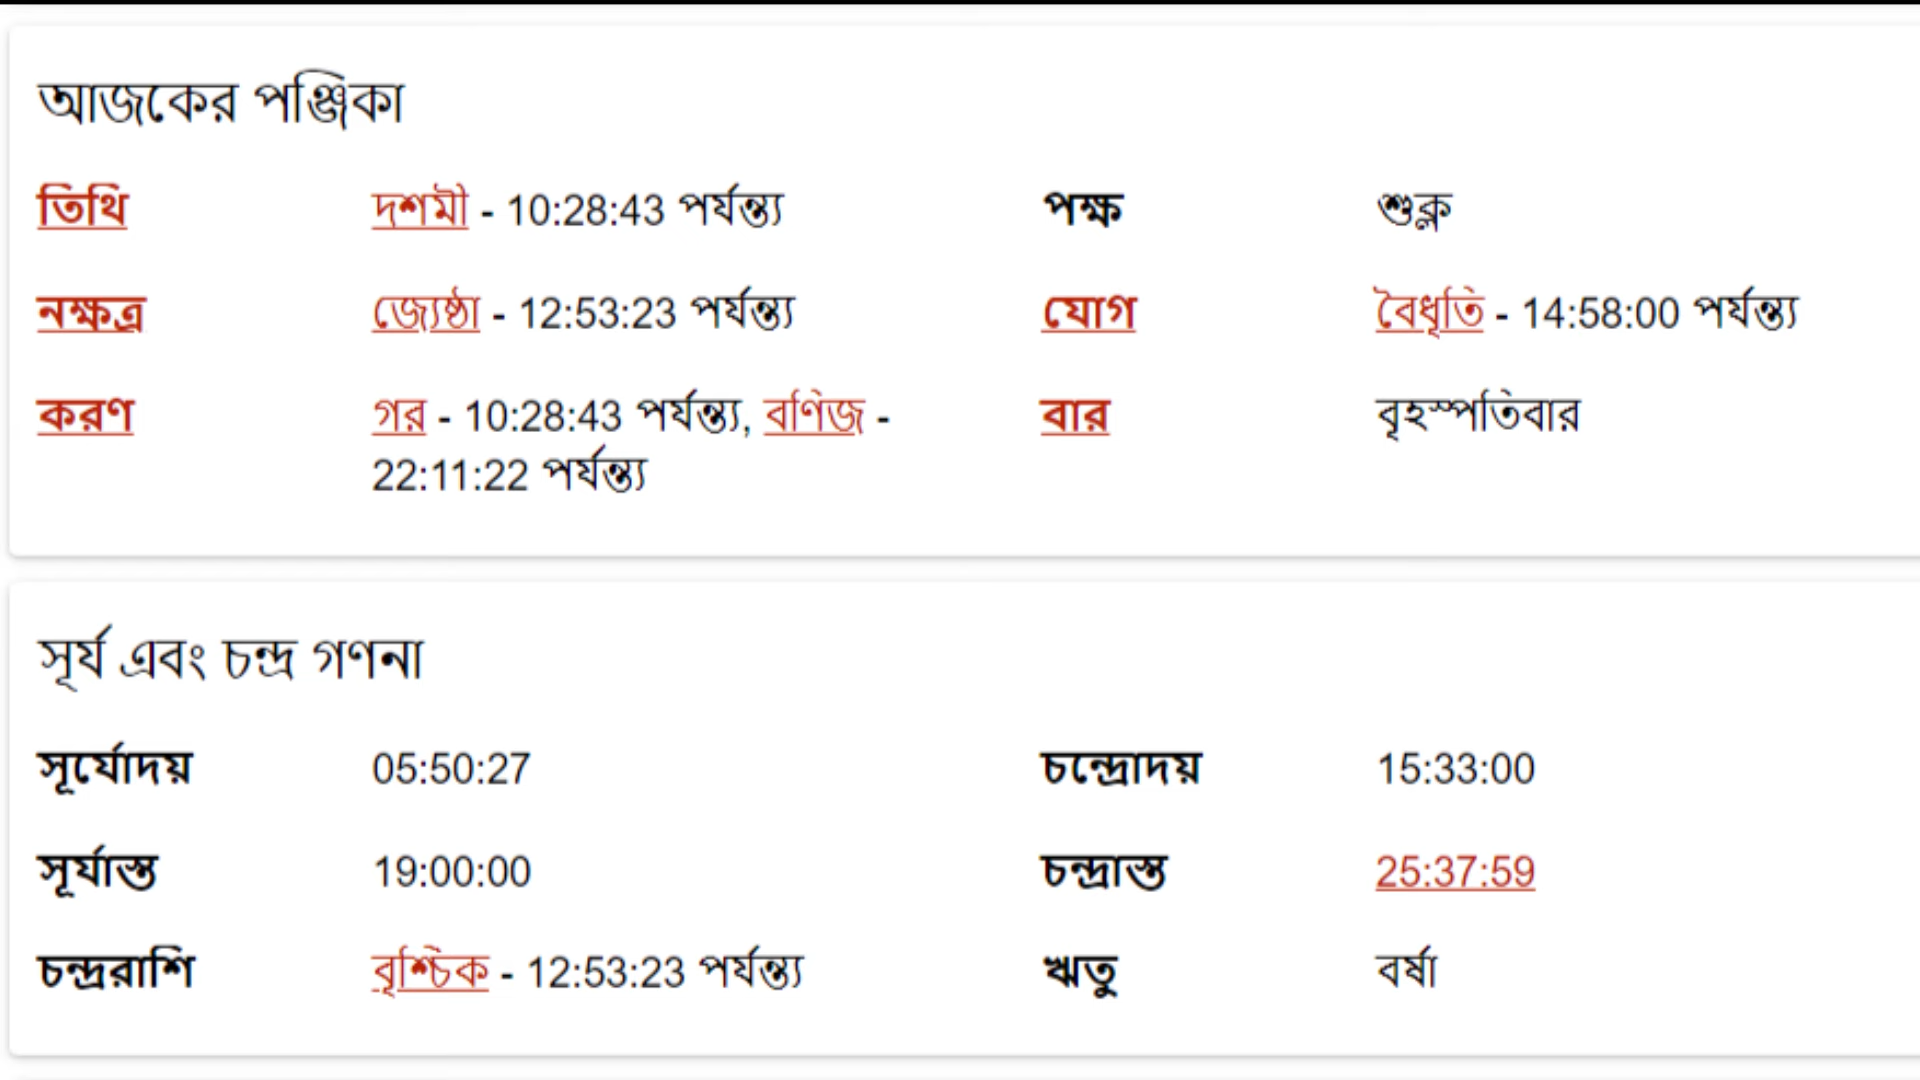 আজকের পঞ্জিকা
তিথি দশমী - 10:28:43 পর্যন্ত্য পক্ষ শুক্ল
নক্ষত্র জ্যেষ্ঠা - 12:53:23 পর্যন্ত্য যোগ বৈধৃতি - 14:58:00 পর্যন্ত্য
করণ গর - 10:28:43 পর্যন্ত্য, বণিজ - বার বৃহস্পতিবার
22:11:22 পর্যন্ত্য
সূর্য এবং চন্দ্র গণনা
সূর্যোদয় 05:50:27 চন্দ্রোদয় 15:33:00
সূর্যাস্ত 19:00:00 চন্দ্রাস্ত 25:37:59
চন্দ্ররাশি বৃশ্চিক - 12:53:23 পর্যন্ত্য ঋতু বর্ষা